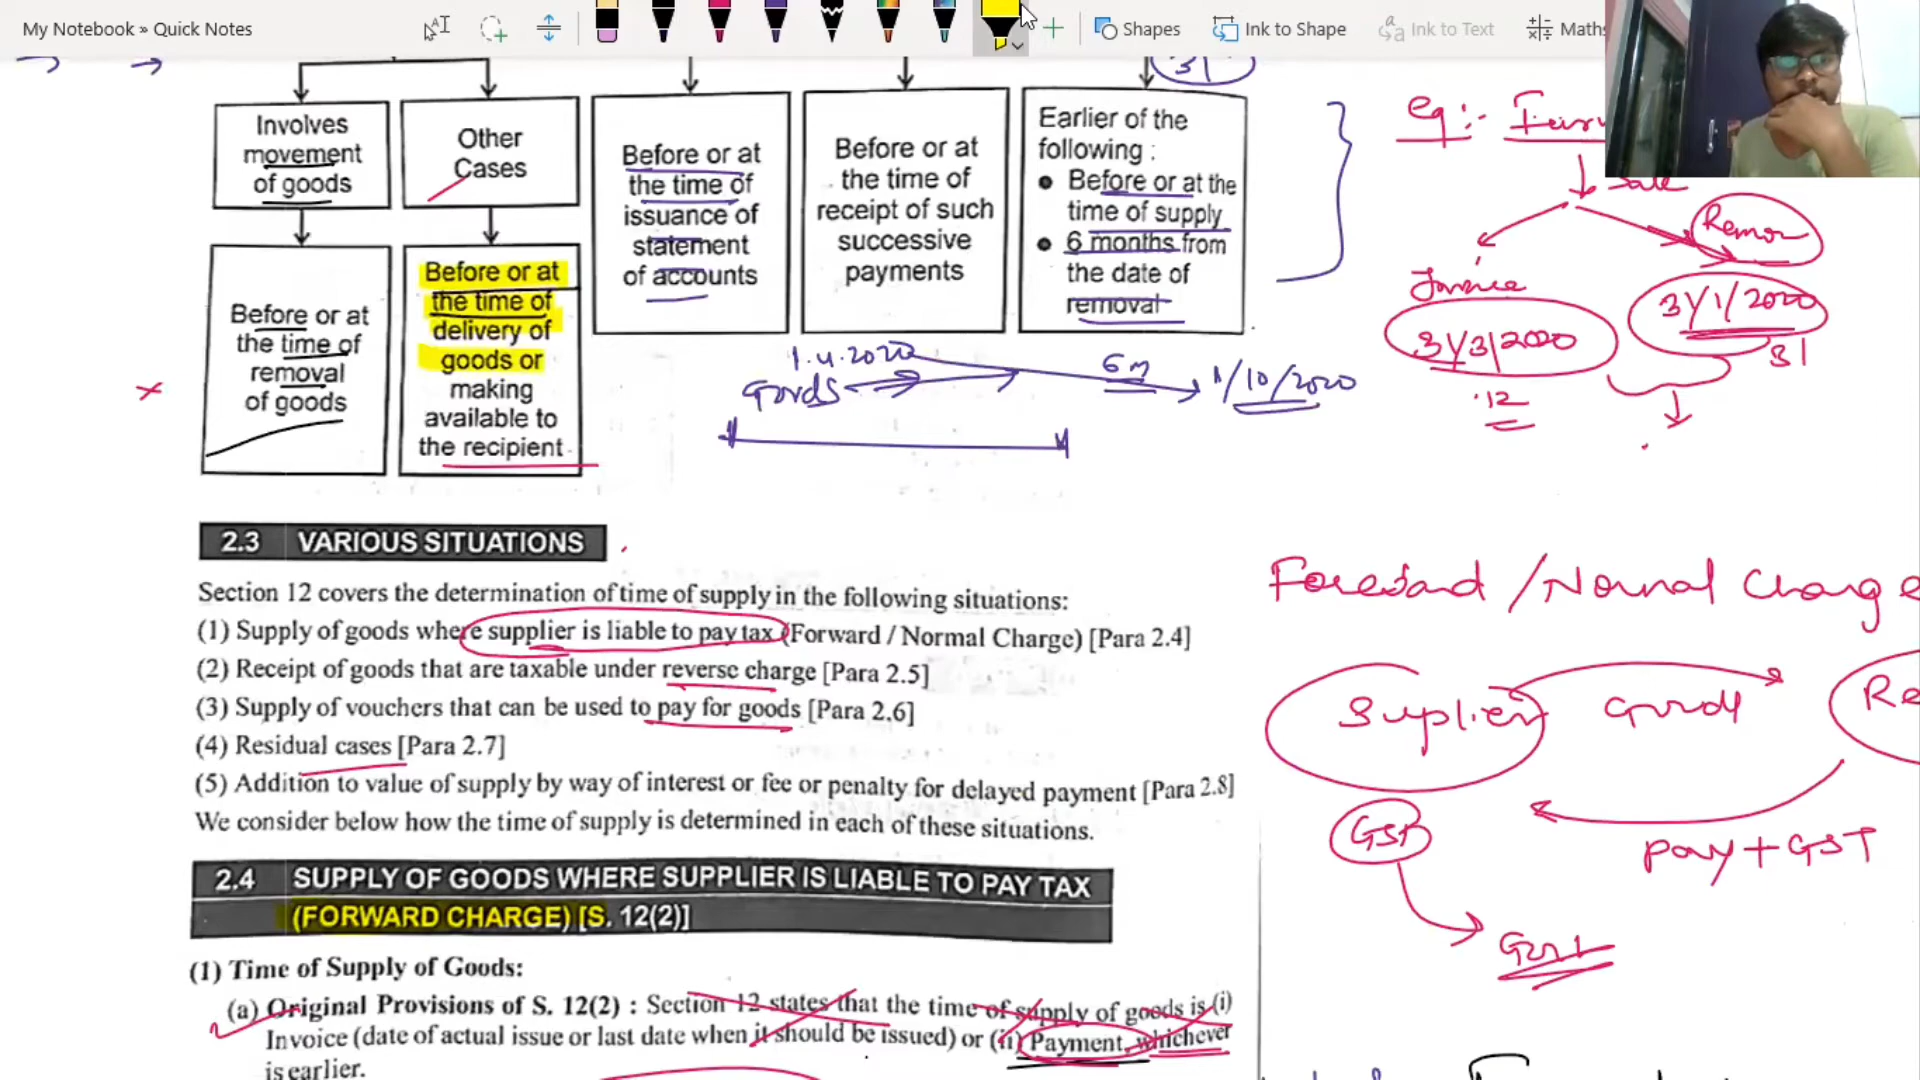 My Notebook » Quick Notes
Shapes
Ink to Shape
Ink to Text
Maths
Involves
movement
of goods
Other
Cases
Before or at
the time of
removal
of goods
Before or at
the time of
delivery of
goods or
making
available to
the recipient
Before or at
the time of
issuance of
statement
of accounts
Before or at
the time of
receipt of such
successive
payments
Earlier of the
following :
● Before or at the
time of supply
● 6 months from
the date of
removal
31
eg:-
Sale
Invoice
31/3/2020
12
31/1/2020
31
1.4.2020
Goods
6m
1/10/2020
2.3 VARIOUS SITUATIONS
Section 12 covers the determination of time of supply in the following situations:
(1) Supply of goods where supplier is liable to pay tax (Forward / Normal Charge) [Para 2.4]
(2) Receipt of goods that are taxable under reverse charge [Para 2.5]
(3) Supply of vouchers that can be used to pay for goods [Para 2.6]
(4) Residual cases [Para 2.7]
(5) Addition to value of supply by way of interest or fee or penalty for delayed payment [Para 2.8]
We consider below how the time of supply is determined in each of these situations.
/Normal Charge
Suplier
Goods
Re
GST
pay + GST
Govt
2.4 SUPPLY OF GOODS WHERE SUPPLIER IS LIABLE TO PAY TAX
(FORWARD CHARGE) [S. 12(2)]
(1) Time of Supply of Goods:
(a) Original Provisions of S. 12(2) : Section 12 states that the time of supply of goods is (i)
Invoice (date of actual issue or last date when it should be issued) or (ii) Payment, whichever
is earlier.